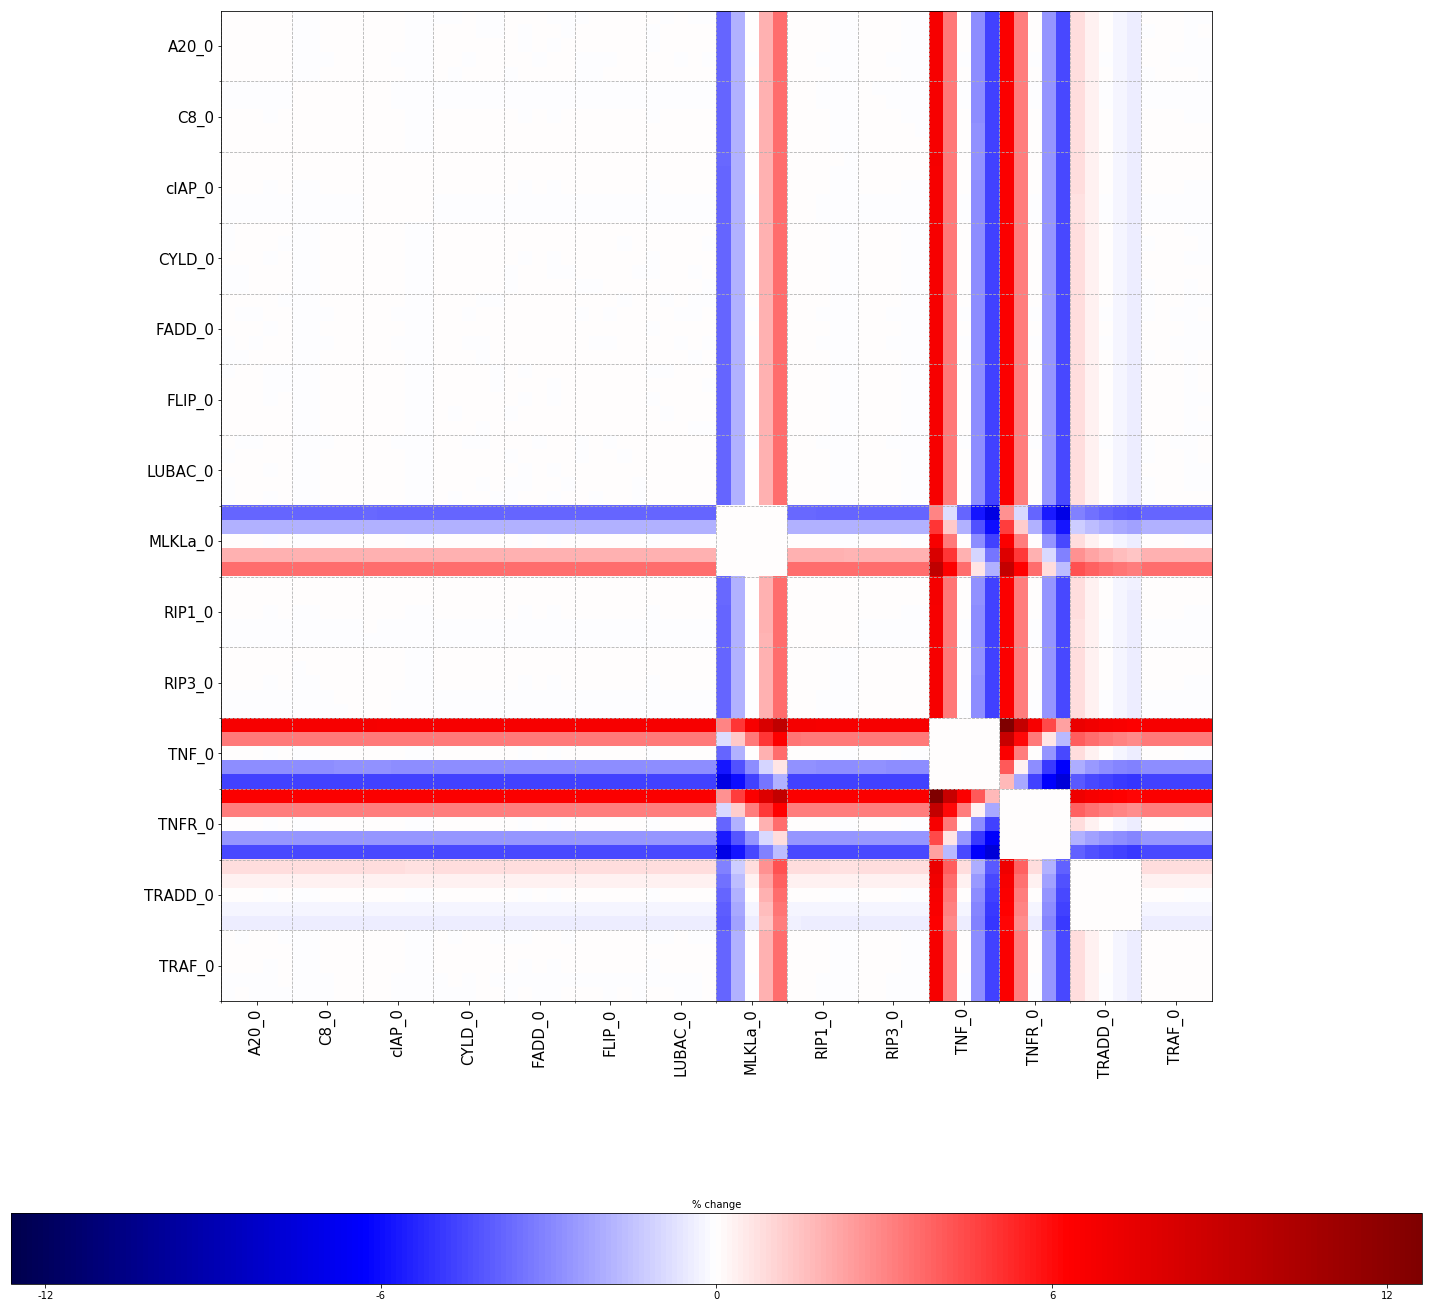 A20_0
C8_0
cIAP_0
CYLD_0
FADD_0
FLIP_0
LUBAC_0
MLKLa_0
RIP1_0
RIP3_0
TNF_0
TNFR_0
TRADD_0
TRAF_0
A20_0 C8_0 cIAP_0 CYLD_0 FADD_0 FLIP_0 LUBAC_0 MLKLa_0 RIP1_0 RIP3_0 TNF_0 TNFR_0 TRADD_0 TRAF_0
% change
-12 -6 0 6 12